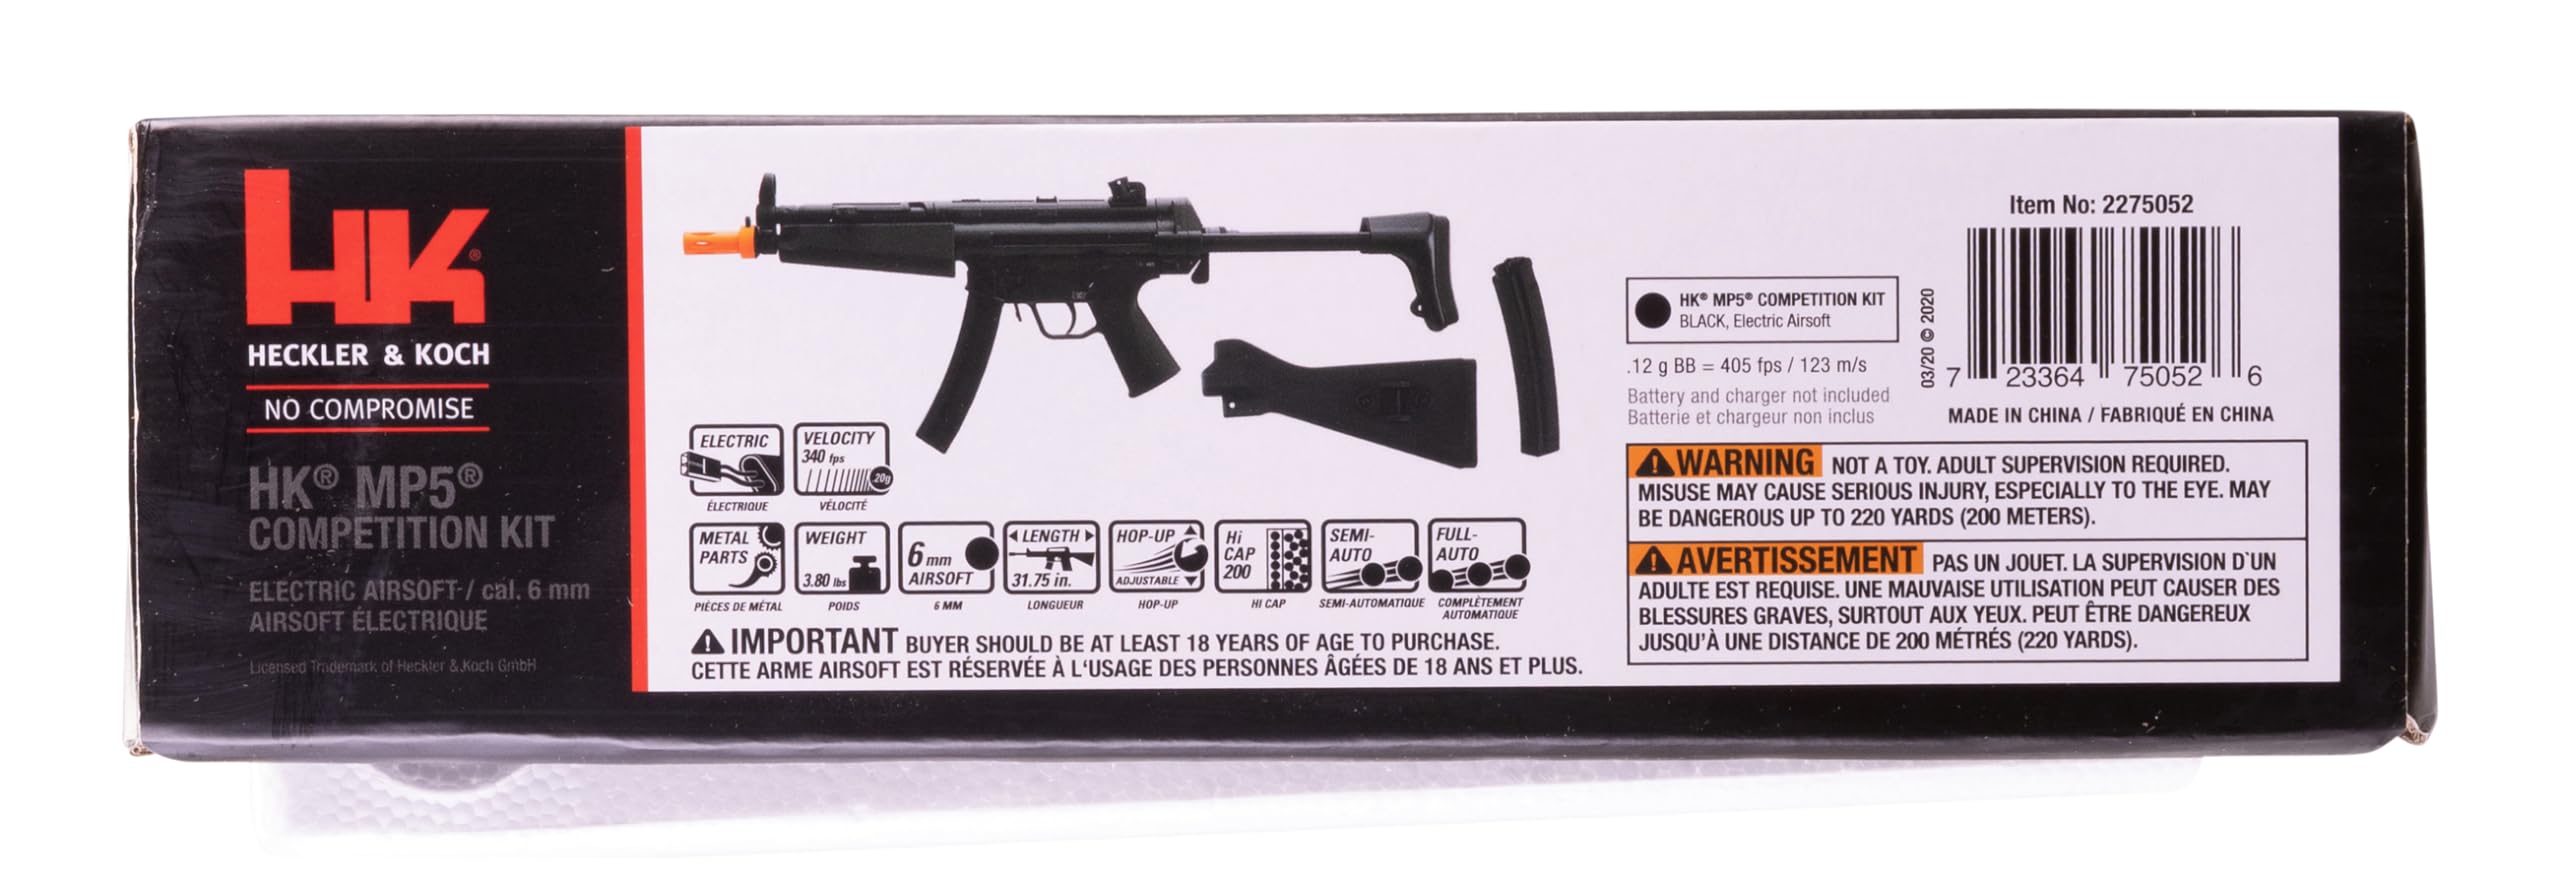 HK®
HECKLER & KOCH
NO COMPROMISE
HK® MP5®
COMPETITION KIT
ELECTRIC AIRSOFT / cal. 6 mm
AIRSOFT ÉLECTRIQUE
Licensed Trademark of Heckler & Koch GmbH
ELECTRIC
ÉLECTRIQUE
VELOCITY
340 fps
.20g
VÉLOCITÉ
METAL
PARTS
PIÈCES DE MÉTAL
WEIGHT
3.80 lbs
POIDS
6 mm
AIRSOFT
6 MM
LENGTH
31.75 in.
LONGUEUR
HOP-UP
ADJUSTABLE
HOP-UP
Hi
CAP
200
HI CAP
SEMI-
AUTO
SEMI-AUTOMATIQUE
FULL-
AUTO
COMPLÈTEMENT
AUTOMATIQUE
IMPORTANT BUYER SHOULD BE AT LEAST 18 YEARS OF AGE TO PURCHASE.
CETTE ARME AIRSOFT EST RÉSERVÉE À L‘USAGE DES PERSONNES ÂGÉES DE 18 ANS ET PLUS.
HK® MP5® COMPETITION KIT
BLACK, Electric Airsoft
.12 g BB = 405 fps / 123 m/s
Battery and charger not included
Batterie et chargeur non inclus
03/20 © 2020
Item No: 2275052
7 23364 75052 6
MADE IN CHINA / FABRIQUÉ EN CHINA
WARNING NOT A TOY. ADULT SUPERVISION REQUIRED.
MISUSE MAY CAUSE SERIOUS INJURY, ESPECIALLY TO THE EYE. MAY
BE DANGEROUS UP TO 220 YARDS (200 METERS).
AVERTISSEMENT PAS UN JOUET. LA SUPERVISION D`UN
ADULTE EST REQUISE. UNE MAUVAISE UTILISATION PEUT CAUSER DES
BLESSURES GRAVES, SURTOUT AUX YEUX. PEUT ÊTRE DANGEREUX
JUSQU'À UNE DISTANCE DE 200 MÉTRÉS (220 YARDS).